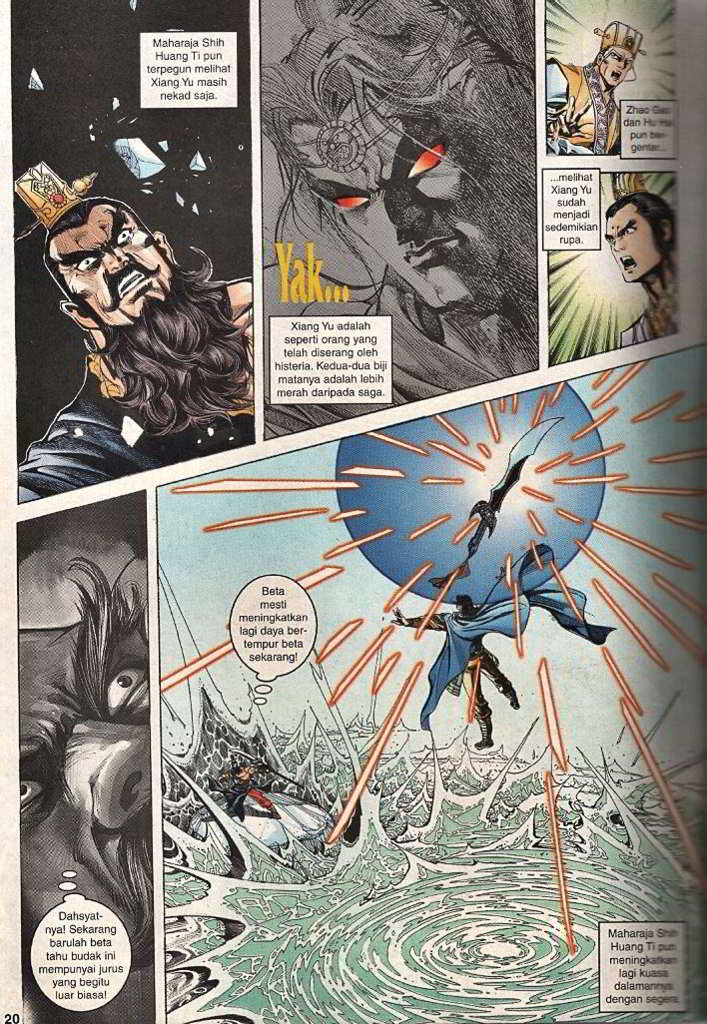 Maharaja Shih
Huang Ti pun
terpegun melihat
Xiang Yu masih
nekad saja.
Yak...
Xiang Yu adalah
seperti orang yang
telah diserang oleh
histeria. Kedua-dua biji
matanya adalah lebih
merah daripada saga.
Zhao Gao
dan Hu Hai
pun ber-
gentar...
...melihat
Xiang Yu
sudah
menjadi
sedemikian
rupa.
Dahsyat-
nya! Sekarang
barulah beta
tahu budak ini
mempunyai jurus
yang begitu
luar biasa!
Beta
mesti
meningkatkan
lagi daya ber-
tempur beta
sekarang!
Maharaja Shih
Huang Ti pun
meningkatkan
lagi kuasa
dalamannya
dengan segera.
20